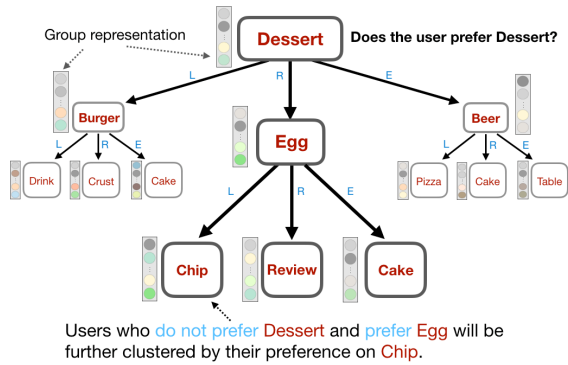 Group representation
Dessert
Does the user prefer Dessert?
L
R
E
Burger
Egg
Beer
L
R
E
L
R
E
L
R
E
Drink
Crust
Cake
Pizza
Cake
Table
Chip
Review
Cake
Users who do not prefer Dessert and prefer Egg will be
further clustered by their preference on Chip.